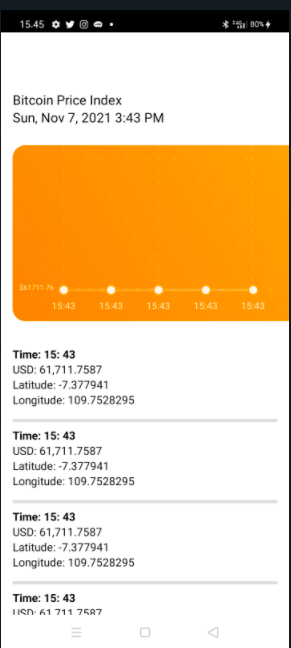 15.45
80%
Bitcoin Price Index
Sun, Nov 7, 2021 3:43 PM
$61711.76
15:43 15:43 15:43 15:43 15:43
Time: 15: 43
USD: 61,711.7587
Latitude: -7.377941
Longitude: 109.7528295
Time: 15: 43
USD: 61,711.7587
Latitude: -7.377941
Longitude: 109.7528295
Time: 15: 43
USD: 61,711.7587
Latitude: -7.377941
Longitude: 109.7528295
Time: 15: 43
USD: 61,711.7587